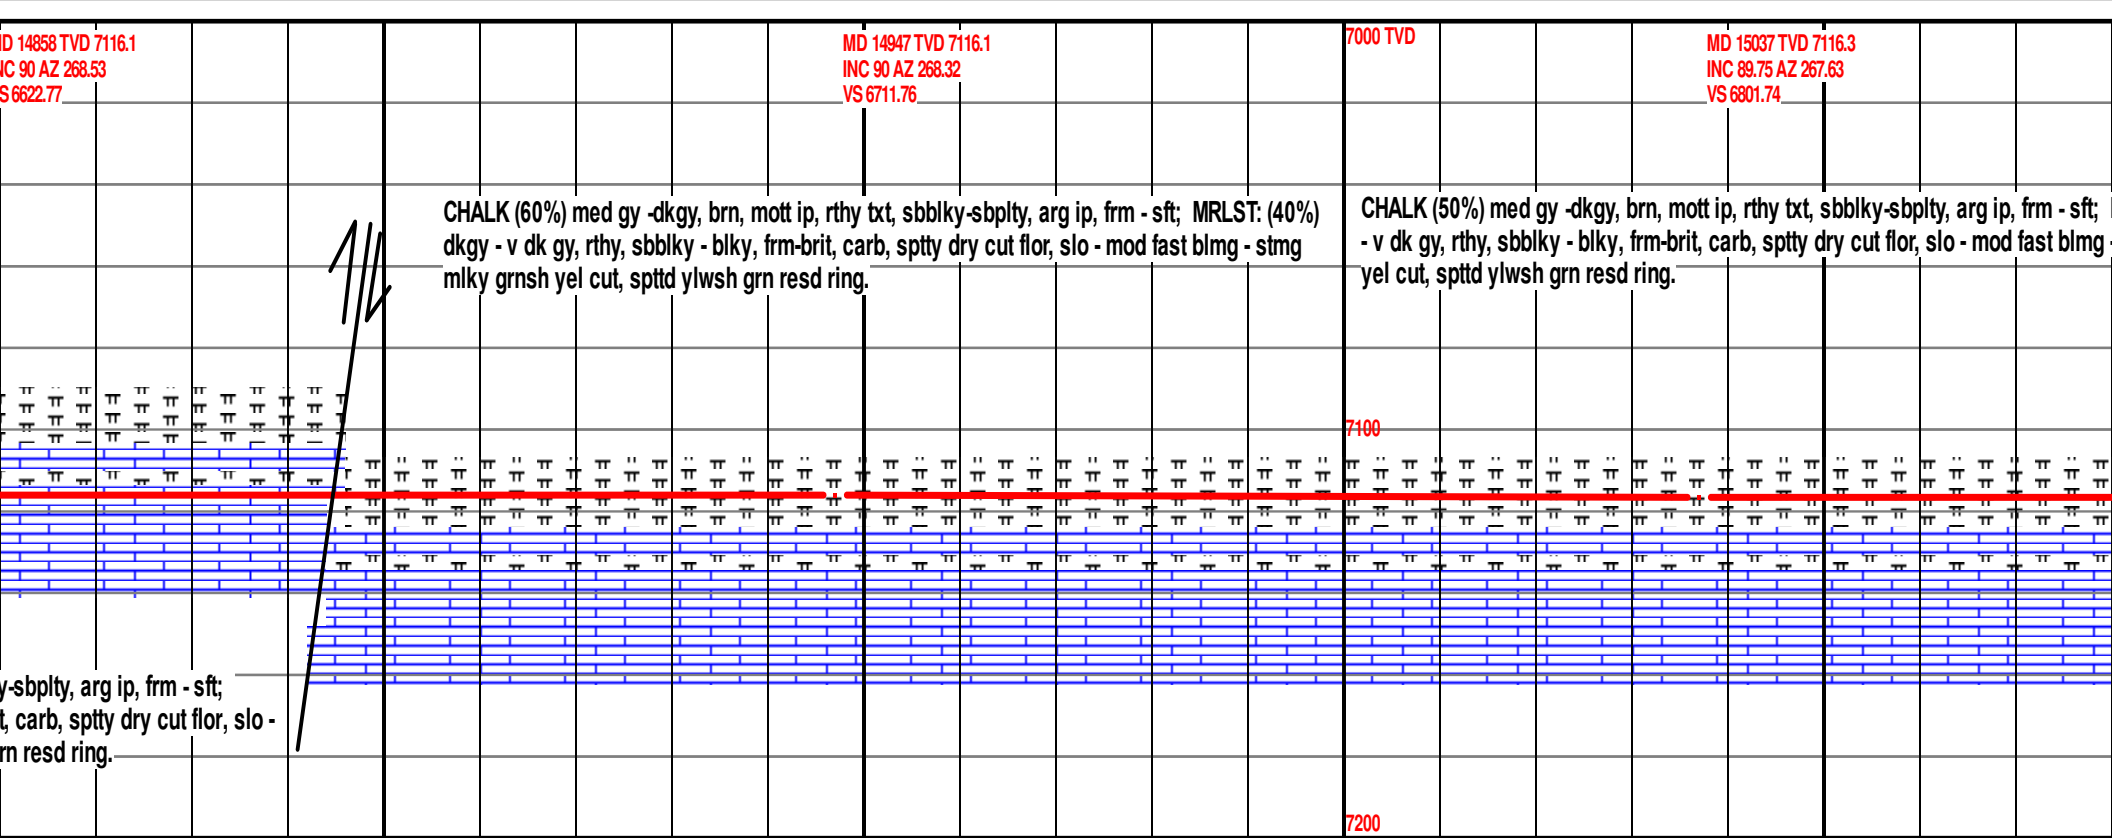 MD 14858 TVD 7116.1
INC 90 AZ 268.53
VS 6622.77
MD 14947 TVD 7116.1
INC 90 AZ 268.32
VS 6711.76
7000 TVD
MD 15037 TVD 7116.3
INC 89.75 AZ 267.63
VS 6801.74
CHALK (60%) med gy -dkgy, brn, mott ip, rthy txt, sbblky-sbplty, arg ip, frm - sft; MRLST: (40%)
dkgy - v dk gy, rthy, sbblky - blky, frm-brit, carb, sptty dry cut flor, slo - mod fast blmg - stmg
mlky grnsh yel cut, spttd ylwsh grn resd ring.
CHALK (50%) med gy -dkgy, brn, mott ip, rthy txt, sbblky-sbplty, arg ip, frm - sft;
- v dk gy, rthy, sbblky - blky, frm-brit, carb, sptty dry cut flor, slo - mod fast blmg -
yel cut, spttd ylwsh grn resd ring.
7100
y-sbplty, arg ip, frm - sft;
t, carb, sptty dry cut flor, slo -
rn resd ring.
7200